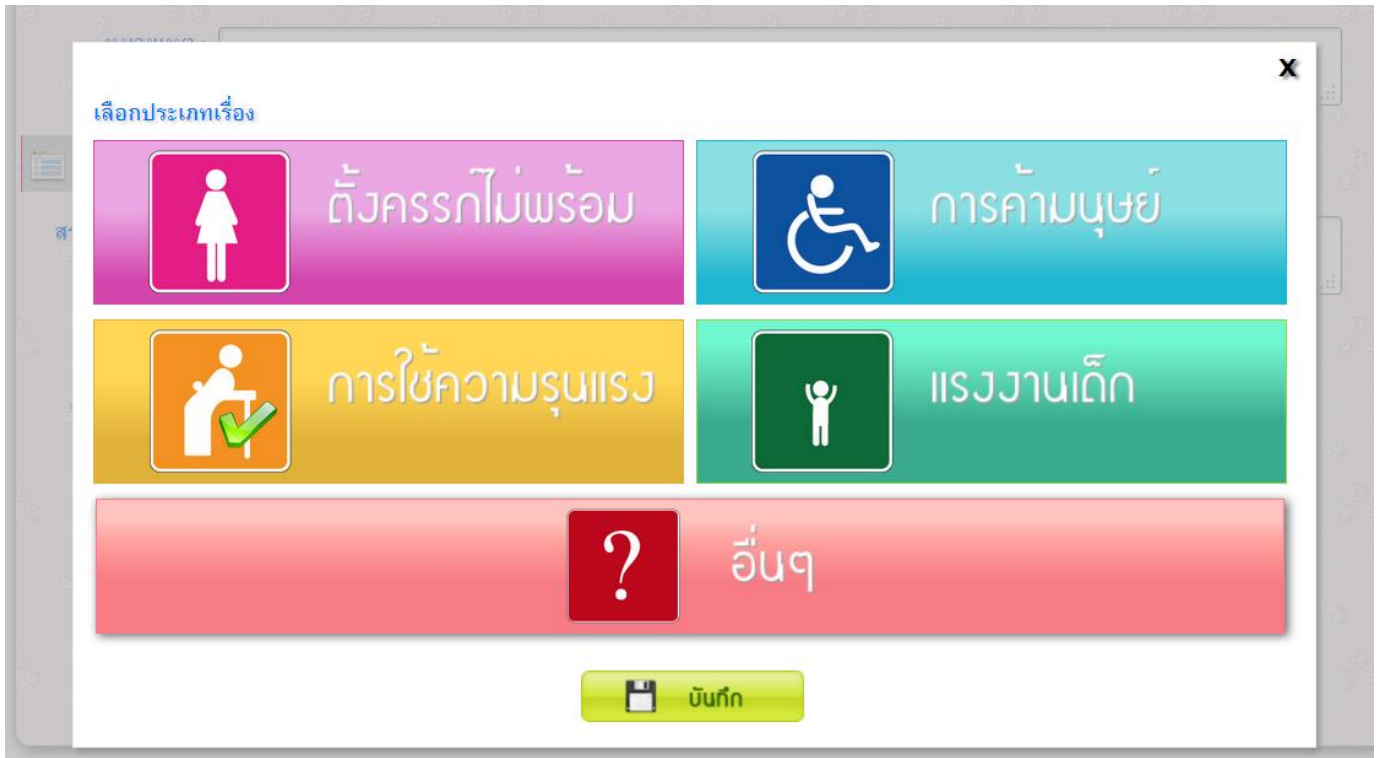 X
เลือกประเภทเรื่อง
ตั้งครรภ์ไม่พร้อม
การค้ามนุษย์
การใช้ความรุนแรง
แรงงานเด็ก
?
อื่นๆ
บันทึก